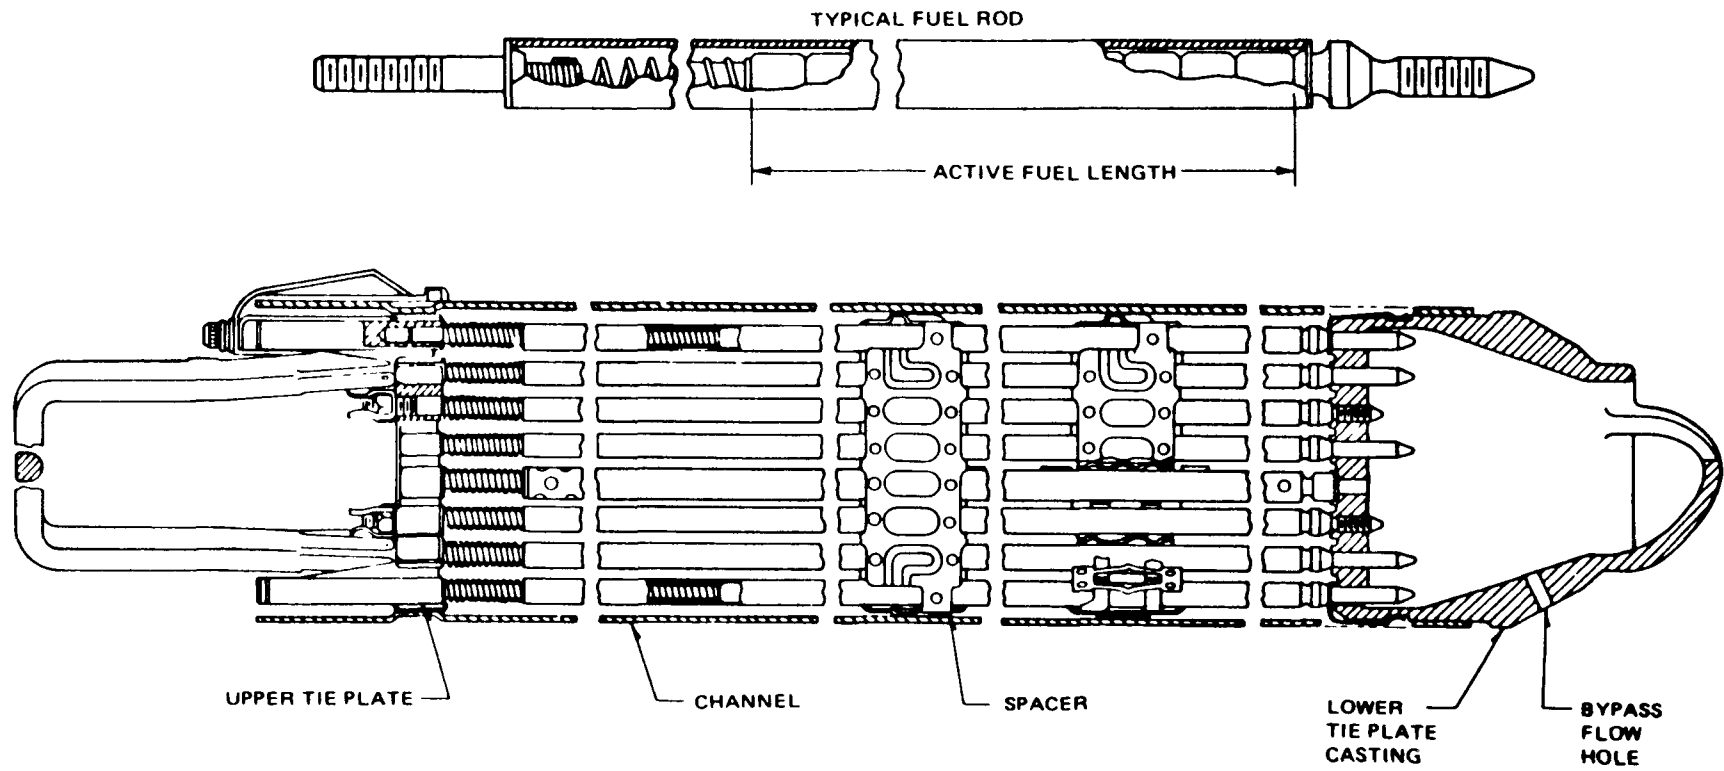 TYPICAL FUEL ROD
ACTIVE FUEL LENGTH
UPPER TIE PLATE
CHANNEL
SPACER
LOWER
TIE PLATE
CASTING
BYPASS
FLOW
HOLE